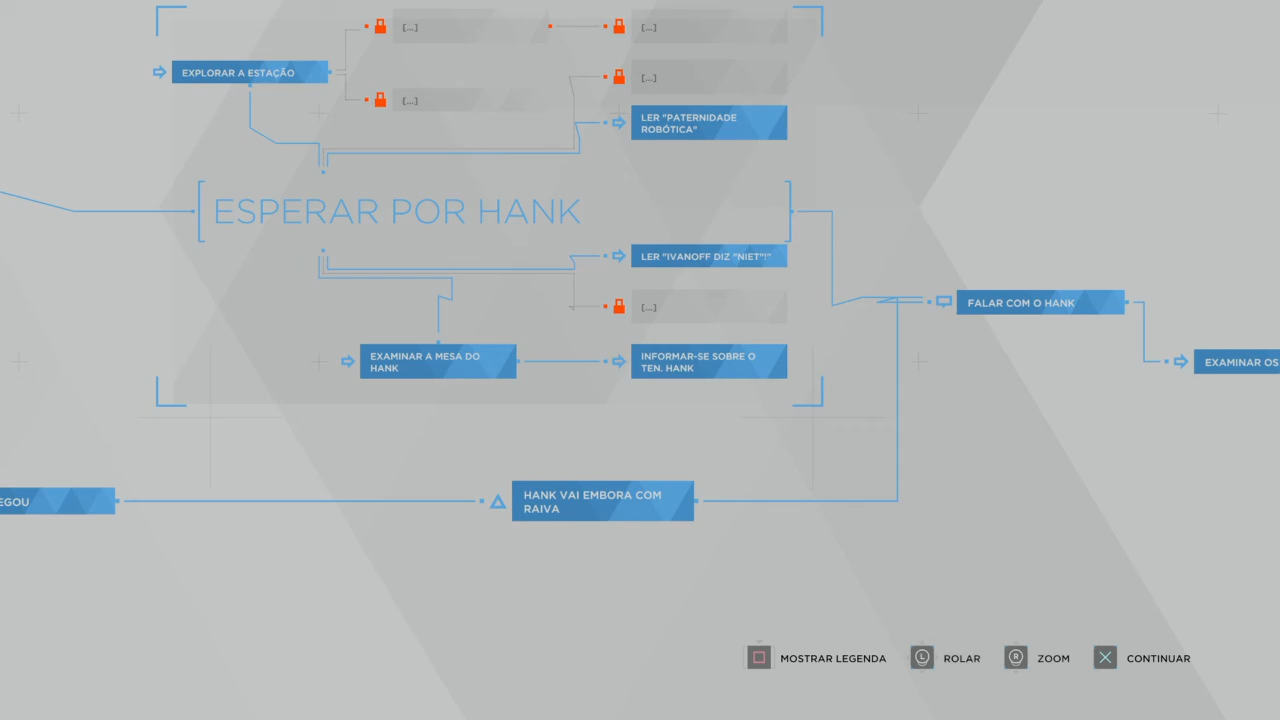 [...]
[...]
EXPLORAR A ESTAÇÃO
[...]
[...]
LER "PATERNIDADE
ROBÓTICA"
ESPERAR POR HANK
LER "IVANOFF DIZ "NIET"!"
[...]
FALAR COM O HANK
EXAMINAR A MESA DO
HANK
INFORMAR-SE SOBRE O
TEN. HANK
EXAMINAR OS
EGOU
HANK VAI EMBORA COM
RAIVA
MOSTRAR LEGENDA
L
ROLAR
R
ZOOM
CONTINUAR